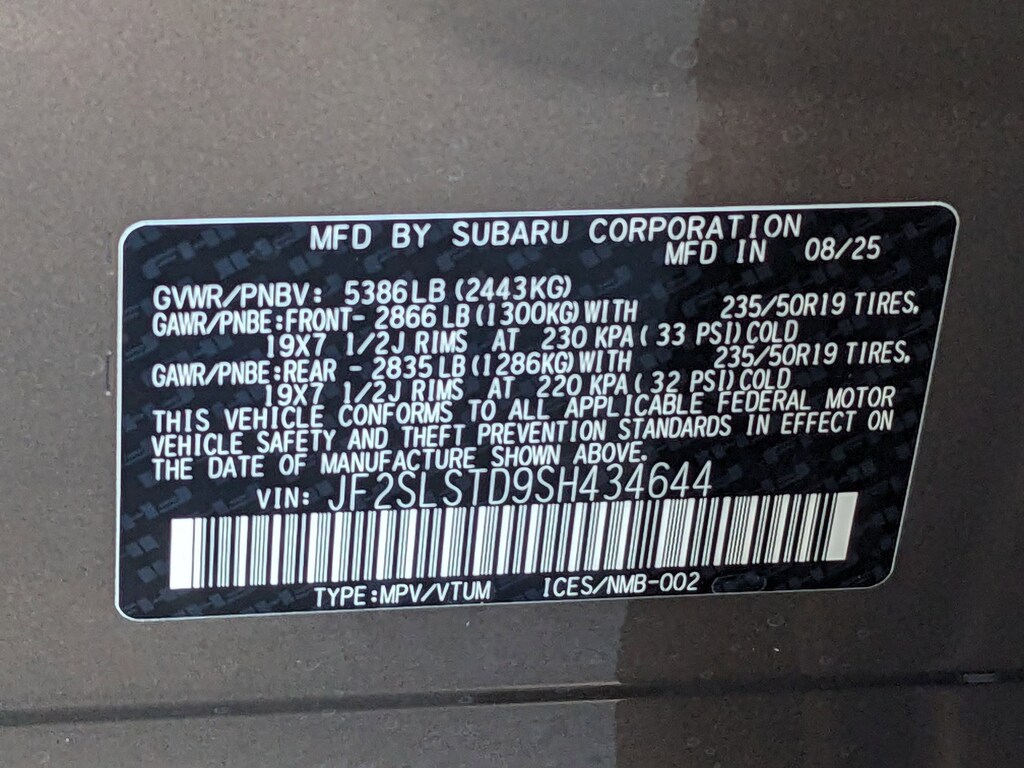 MFD BY SUBARU CORPORATION
MFD IN 08/25
GVWR/PNBV: 5386LB(2443KG)
GAWR/PNBE:FRONT- 2866LB(1300KG)WITH 235/50R19 TIRES,
19X7 1/2J RIMS AT 230 KPA( 33 PSI)COLD
GAWR/PNBE:REAR - 2835LB(1286KG)WITH 235/50R19 TIRES,
19X7 1/2J RIMS AT 220 KPA( 32 PSI)COLD
THIS VEHICLE CONFORMS TO ALL APPLICABLE FEDERAL MOTOR
VEHICLE SAFETY AND THEFT PREVENTION STANDARDS IN EFFECT ON
THE DATE OF MANUFACTURE SHOWN ABOVE.
VIN: JF2SLSTD9SH434644
TYPE:MPV/VTUM ICES/NMB-002